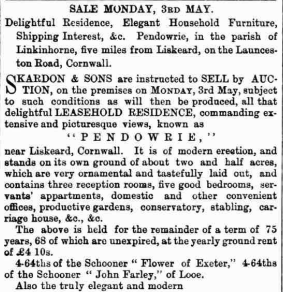 SALE MONDAY, 3RD MAY.
Delightful Residence, Elegant Household Furniture,
Shipping Interest, &c. Pendowrie, in the parish of
Linkinhorne, five miles from Liskeard, on the Launces-
ton Road, Cornwall.
SKARDON & SONS are instructed to SELL by AUC-
TION, on the premises on MONDAY, 3rd May, subject
to such conditions as will then be produced, all that
delightful LEASEHOLD RESIDENCE, commanding ex-
tensive and picturesque views, known as
"PENDOWRIE,"
near Liskeard, Cornwall. It is of modern erection, and
stands on its own ground of about two and half acres,
which are very ornamental and tastefully laid out, and
contains three reception rooms, five good bedrooms, ser-
vants' appartments, domestic and other convenient
offices, productive gardens, conservatory, stabling, car-
riage house, &c., &c.
The above is held for the remainder of a term of 75
years, 68 of which are unexpired, at the yearly ground rent
of £4 10s.
4-64ths of the Schooner "Flower of Exeter," 4-64ths
of the Schooner "John Farley," of Looe.
Also the truly elegant and modern